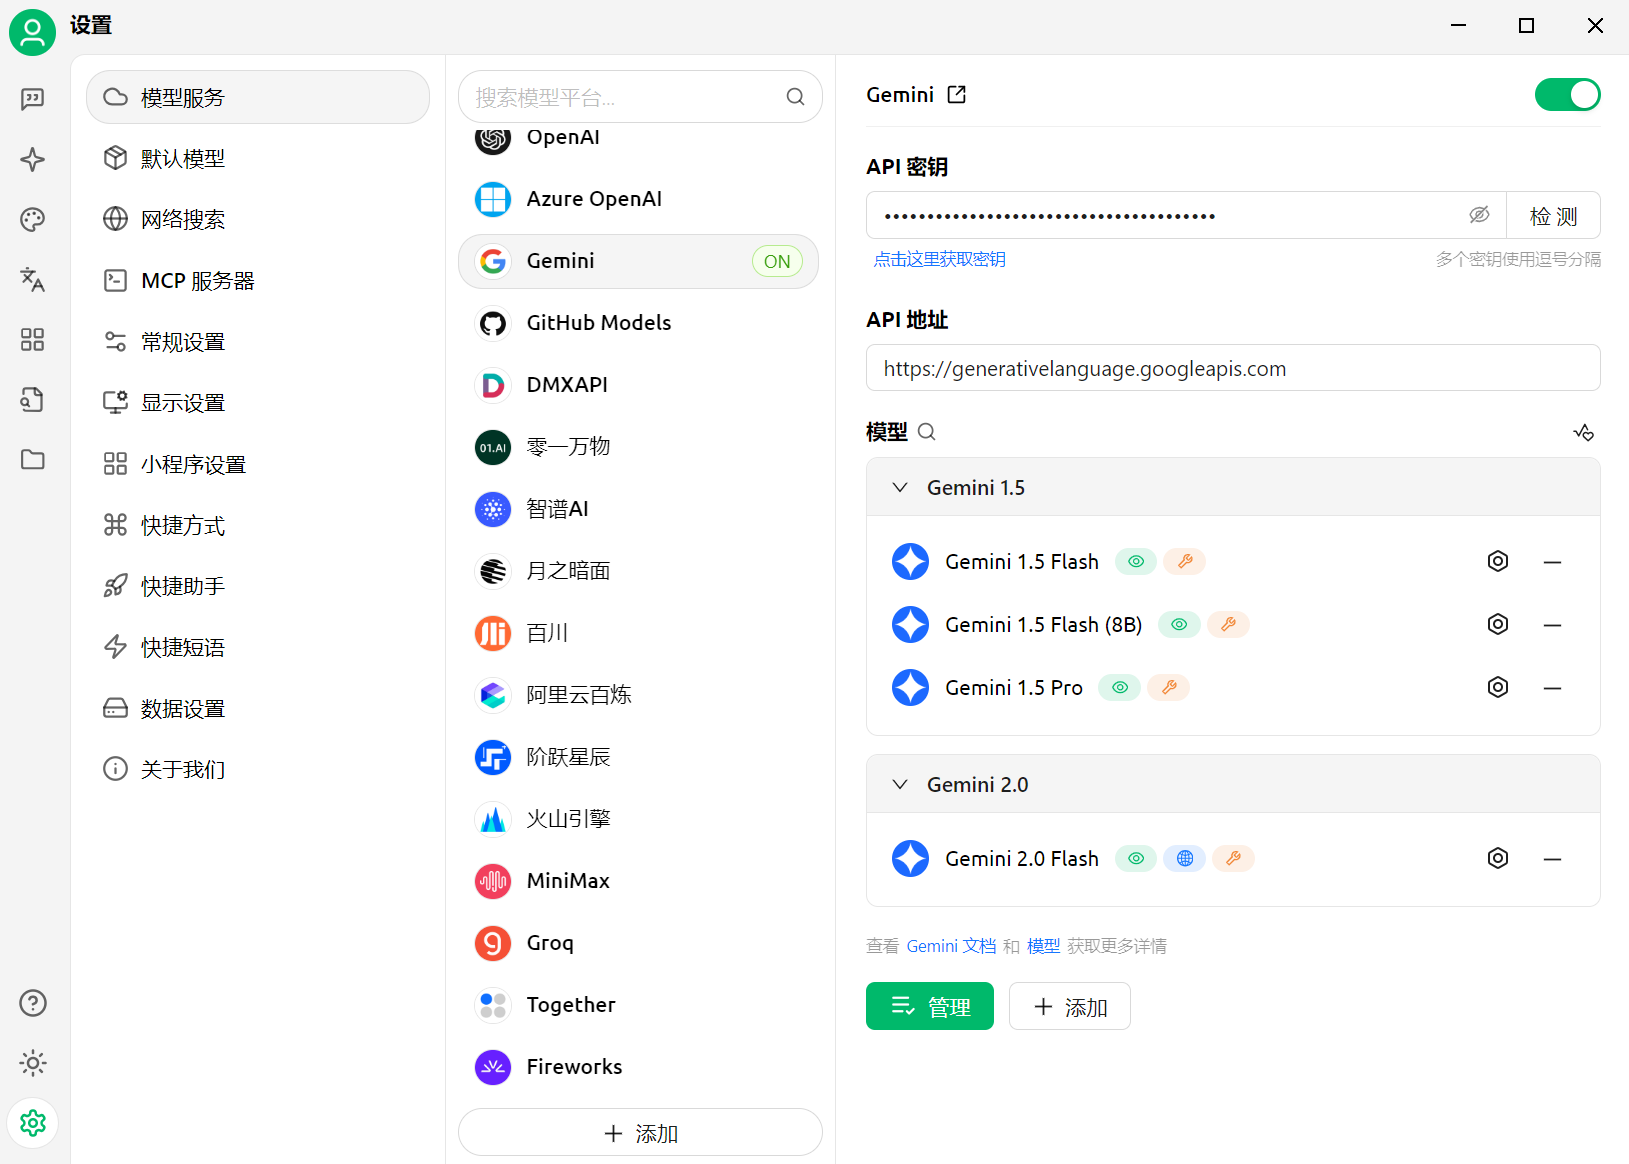 设置
模型服务
默认模型
网络搜索
MCP 服务器
常规设置
显示设置
小程序设置
快捷方式
快捷助手
快捷短语
数据设置
关于我们
搜索模型平台...
OpenAI
Azure OpenAI
Gemini ON
GitHub Models
DMXAPI
01.AI 零一万物
智谱AI
月之暗面
百川
阿里云百炼
阶跃星辰
火山引擎
MiniMax
Groq
Together
Fireworks
添加
Gemini
API 密钥
•••••••••••••••••••••••••••••••••••••••
检 测
点击这里获取密钥 多个密钥使用逗号分隔
API 地址
https://generativelanguage.googleapis.com
模型
Gemini 1.5
Gemini 1.5 Flash
Gemini 1.5 Flash (8B)
Gemini 1.5 Pro
Gemini 2.0
Gemini 2.0 Flash
查看 Gemini 文档 和 模型 获取更多详情
管理 添加